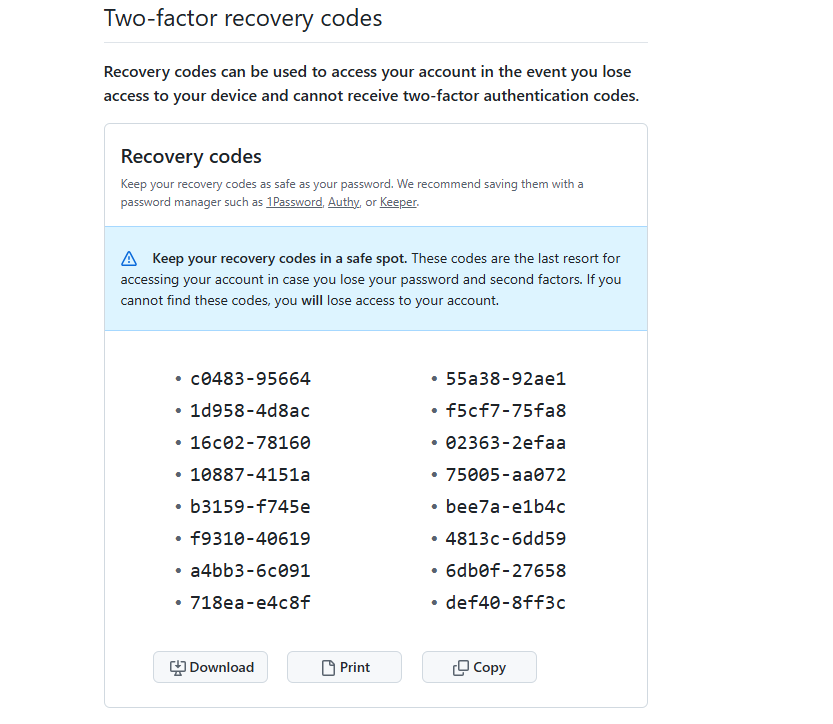 Two-factor recovery codes
Recovery codes can be used to access your account in the event you lose
access to your device and cannot receive two-factor authentication codes.
Recovery codes
Keep your recovery codes as safe as your password. We recommend saving them with a
password manager such as 1Password, Authy, or Keeper.
Keep your recovery codes in a safe spot. These codes are the last resort for
accessing your account in case you lose your password and second factors. If you
cannot find these codes, you will lose access to your account.
• c0483-95664 • 55a38-92ae1
• 1d958-4d8ac • f5cf7-75fa8
• 16c02-78160 • 02363-2efaa
• 10887-4151a • 75005-aa072
• b3159-f745e • bee7a-e1b4c
• f9310-40619 • 4813c-6dd59
• a4bb3-6c091 • 6db0f-27658
• 718ea-e4c8f • def40-8ff3c
Download Print Copy